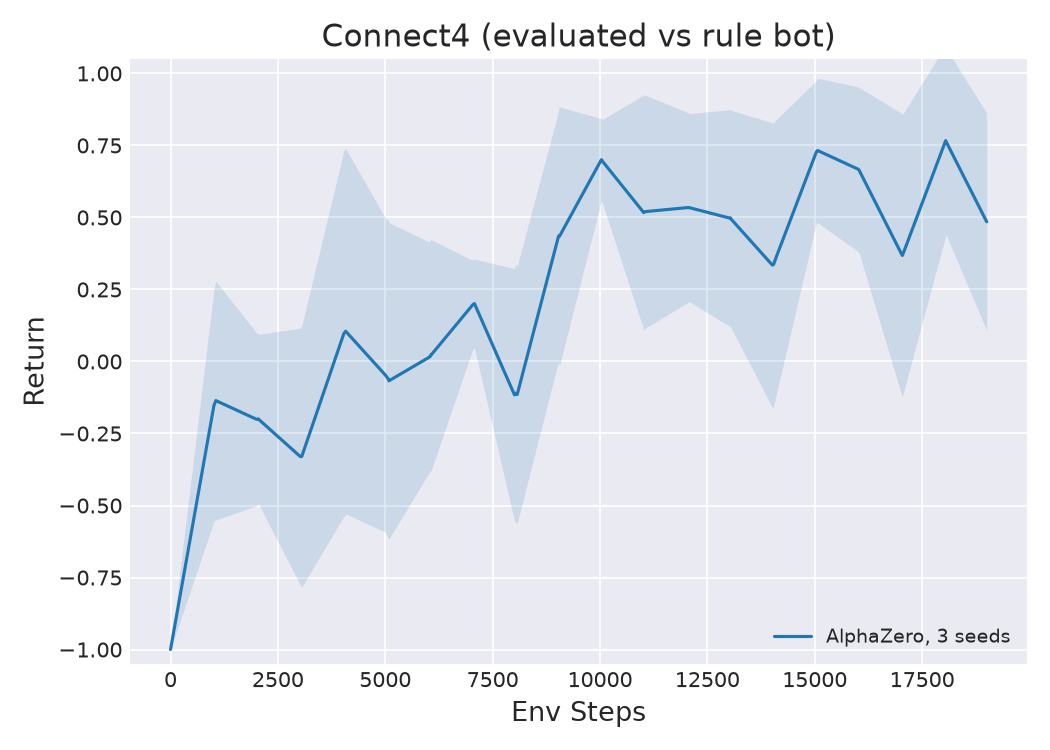 Connect4 (evaluated vs rule bot)
1.00
0.75
0.50
0.25
0.00
−0.25
−0.50
−0.75
−1.00
Return
AlphaZero, 3 seeds
0 2500 5000 7500 10000 12500 15000 17500
Env Steps